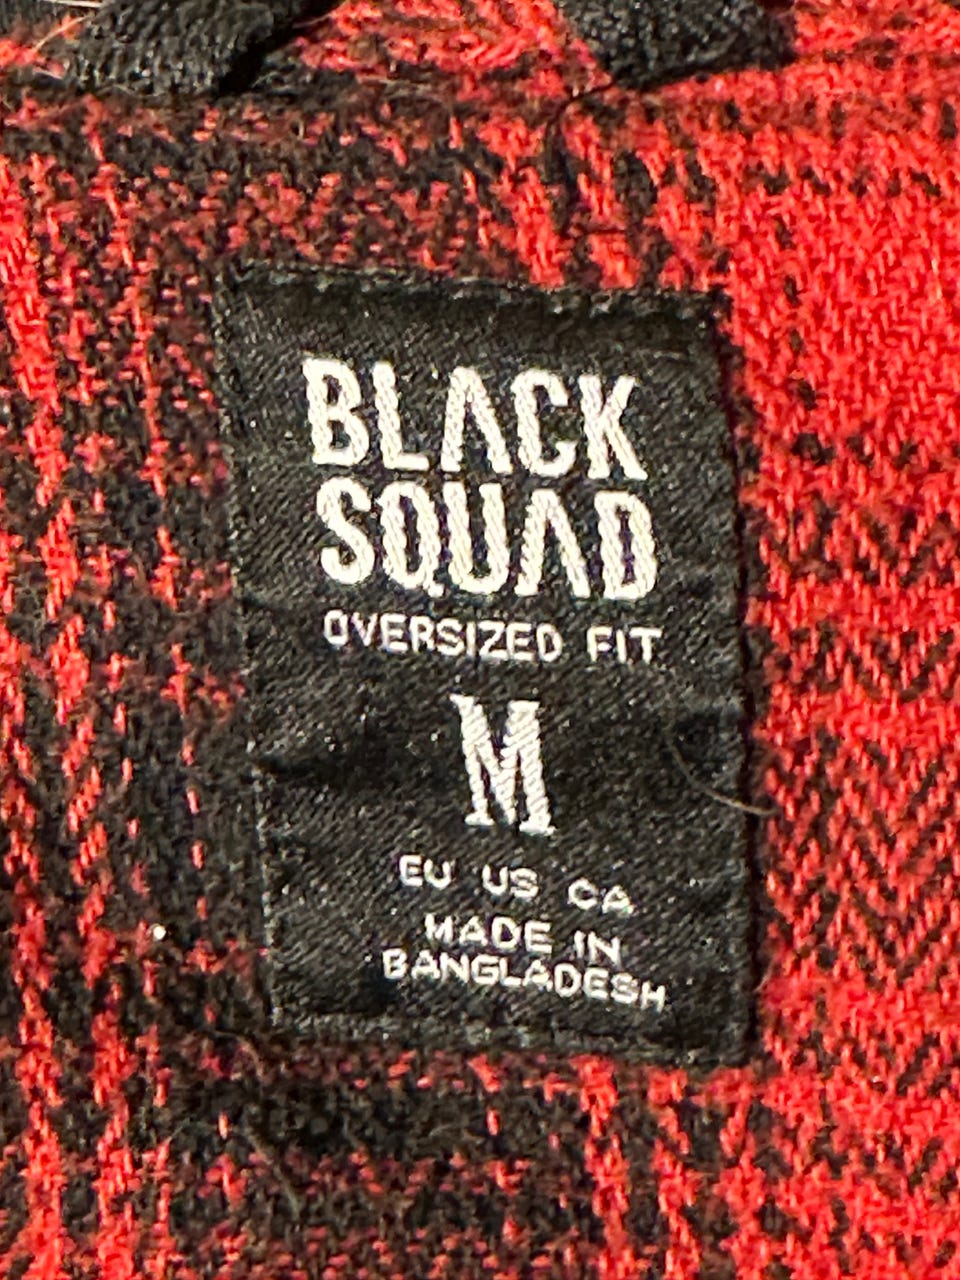 BLACK
SQUAD
OVERSIZED FIT
M
EU US CA
MADE IN
BANGLADESH